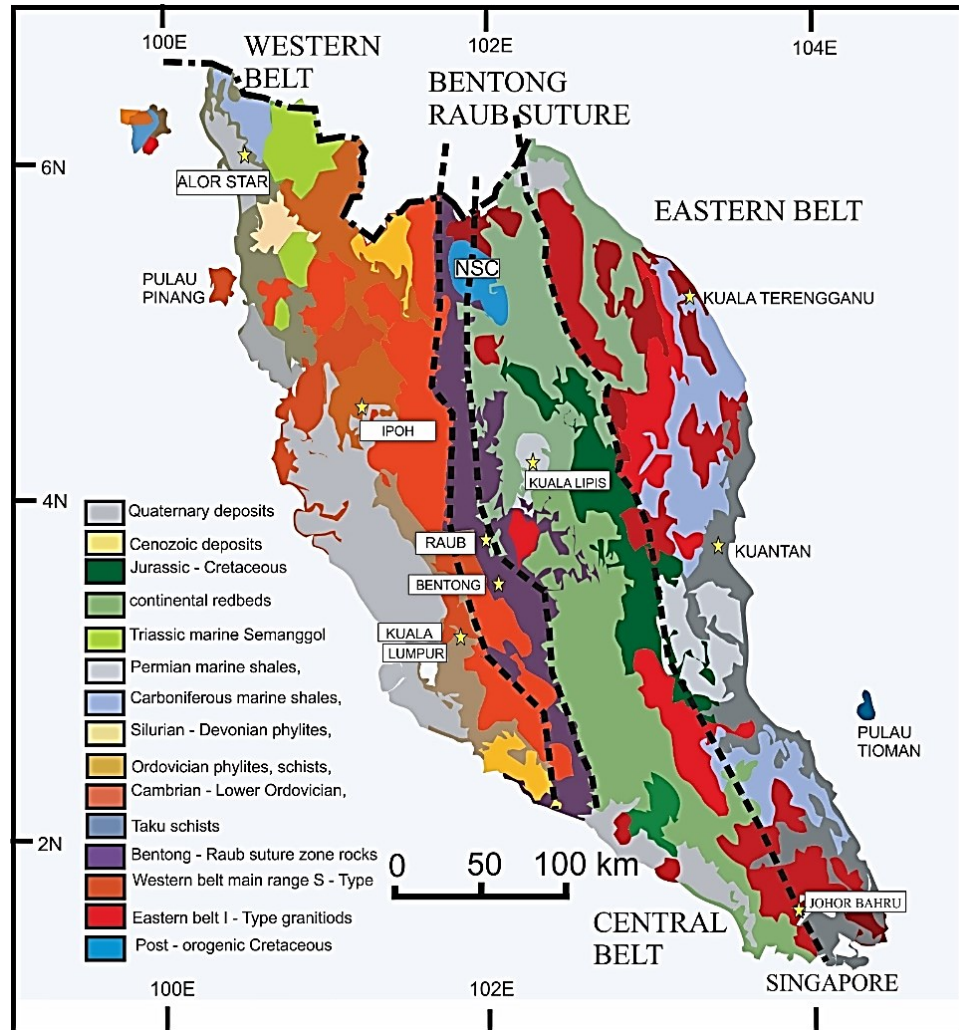 100E
102E
104E
WESTERN
BELT
BENTONG
RAUB SUTURE
6N
ALOR STAR
EASTERN BELT
PULAU
PINANG
NSC
KUALA TERENGGANU
IPOH
KUALA LIPIS
4N
RAUB
KUANTAN
BENTONG
KUALA
LUMPUR
Quaternary deposits
Cenozoic deposits
Jurassic - Cretaceous
continental redbeds
Triassic marine Semanggol
Permian marine shales,
Carboniferous marine shales,
Silurian - Devonian phylites,
Ordovician phylites, schists,
Cambrian - Lower Ordovician,
Taku schists
Bentong - Raub suture zone rocks
Western belt main range S - Type
Eastern belt I - Type granitiods
Post - orogenic Cretaceous
PULAU
TIOMAN
2N
0 50 100 km
JOHOR BAHRU
CENTRAL
BELT
SINGAPORE
100E
102E